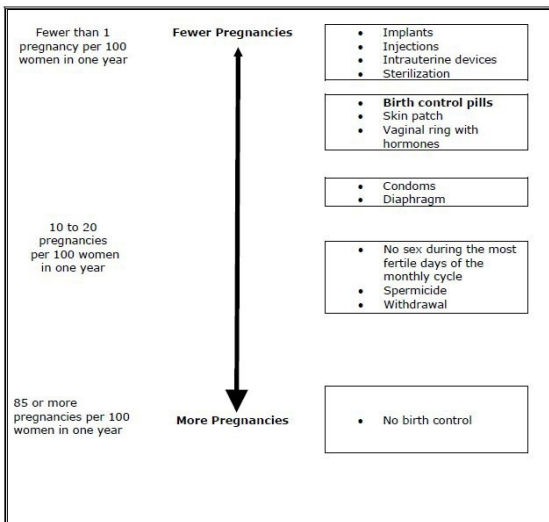 Fewer than 1
pregnancy per 100
women in one year
Fewer Pregnancies
• Implants
• Injections
• Intrauterine devices
• Sterilization
• Birth control pills
• Skin patch
• Vaginal ring with
hormones
• Condoms
• Diaphragm
10 to 20
pregnancies
per 100 women
in one year
• No sex during the most
fertile days of the
monthly cycle
• Spermicide
• Withdrawal
85 or more
pregnancies per 100
women in one year
More Pregnancies
• No birth control